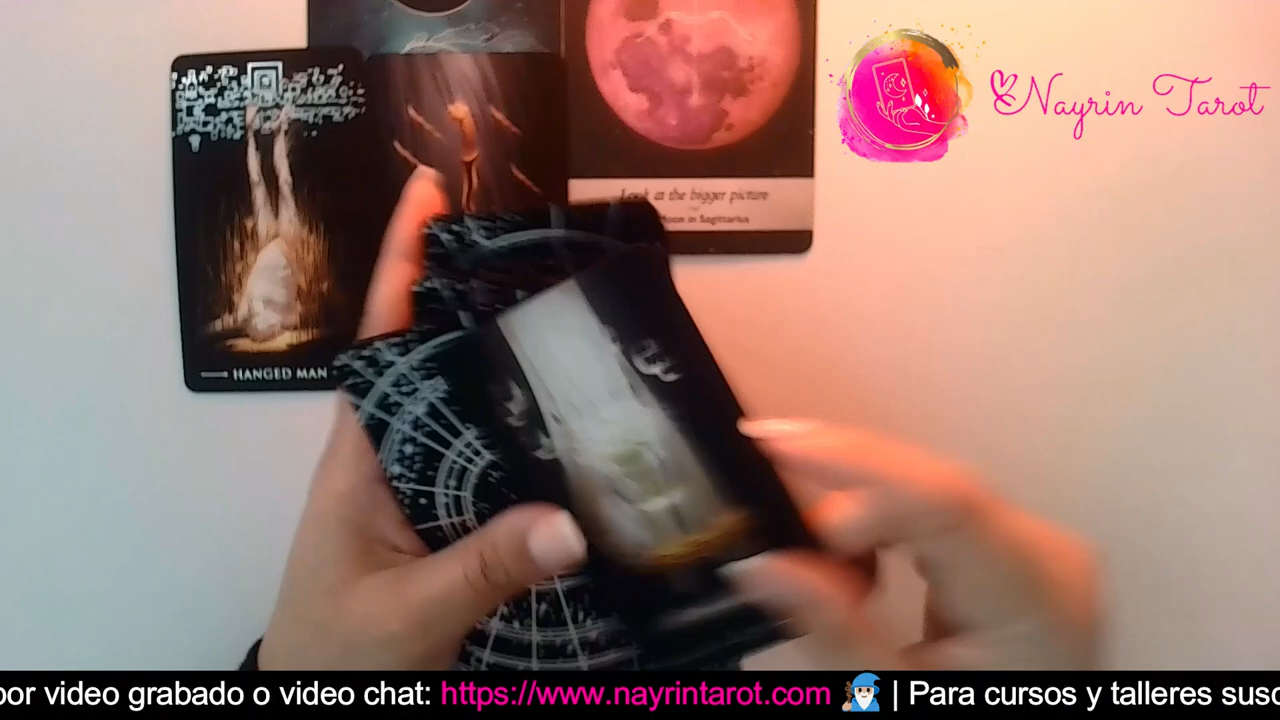 Nayrin Tarot
Look at the bigger picture
Moon in Sagittarius
HANGED MAN
por video grabado o video chat: https://www.nayrintarot.com 🧙🏻‍♂️ | Para cursos y talleres susc